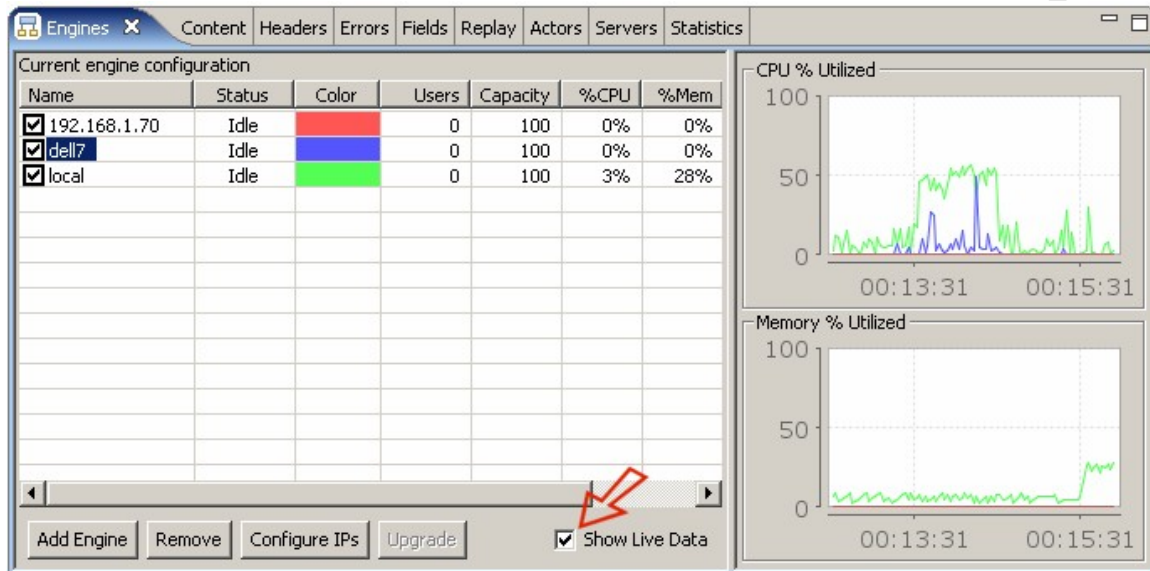 Engines Content Headers Errors Fields Replay Actors Servers Statistics
Current engine configuration
Name Status Color Users Capacity %CPU %Mem
192.168.1.70 Idle 0 100 0% 0%
dell7 Idle 0 100 0% 0%
local Idle 0 100 3% 28%
Add Engine Remove Configure IPs Upgrade Show Live Data
CPU % Utilized
100
50
0
00:13:31 00:15:31
Memory % Utilized
100
50
0
00:13:31 00:15:31